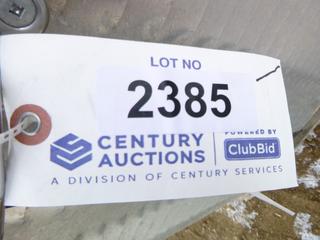 LOT NO
2385
CENTURY
AUCTIONS
POWERED BY
ClubBid
A DIVISION OF CENTURY SERVICES